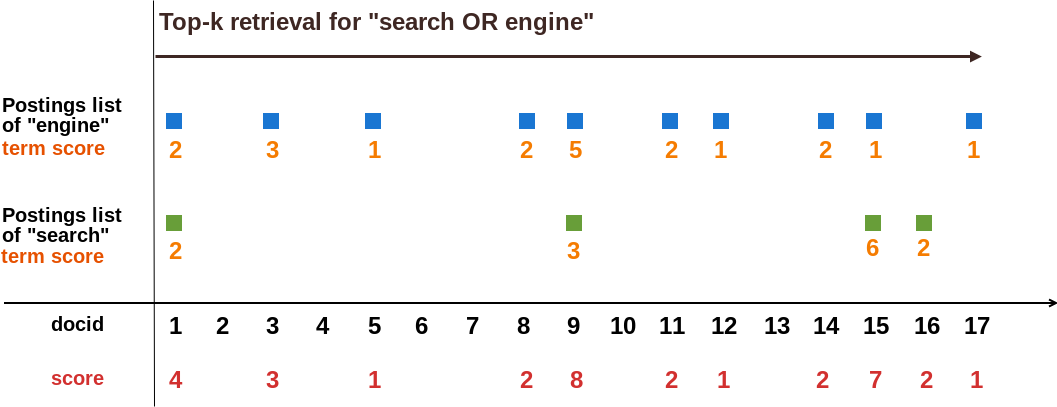 Top-k retrieval for "search OR engine"
Postings list
of "engine"
term score 2 3 1 2 5 2 1 2 1 1
Postings list
of "search"
term score 2 3 6 2
docid 1 2 3 4 5 6 7 8 9 10 11 12 13 14 15 16 17
score 4 3 1 2 8 2 1 2 7 2 1